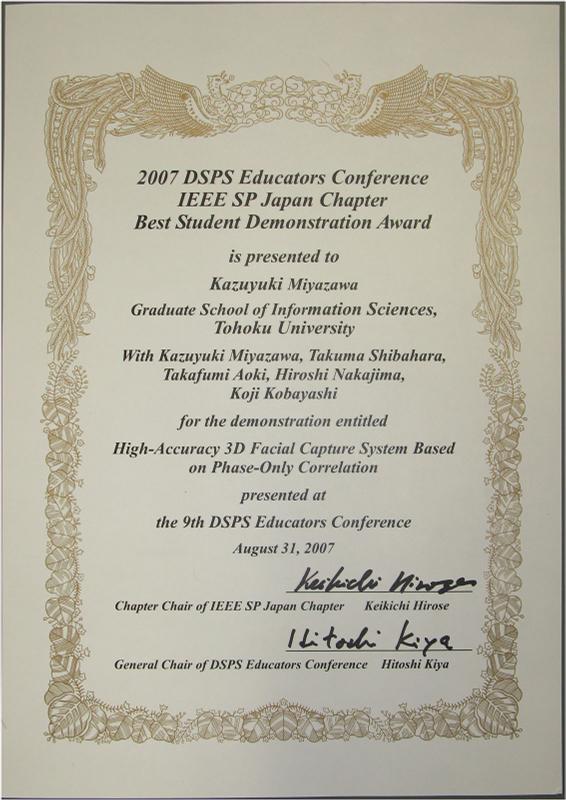 2007 DSPS Educators Conference
IEEE SP Japan Chapter
Best Student Demonstration Award
is presented to
Kazuyuki Miyazawa
Graduate School of Information Sciences,
Tohoku University
With Kazuyuki Miyazawa, Takuma Shibahara,
Takafumi Aoki, Hiroshi Nakajima,
Koji Kobayashi
for the demonstration entitled
High-Accuracy 3D Facial Capture System Based
on Phase-Only Correlation
presented at
the 9th DSPS Educators Conference
August 31, 2007
Keikichi Hirose
Chapter Chair of IEEE SP Japan Chapter Keikichi Hirose
Hitoshi Kiya
General Chair of DSPS Educators Conference Hitoshi Kiya